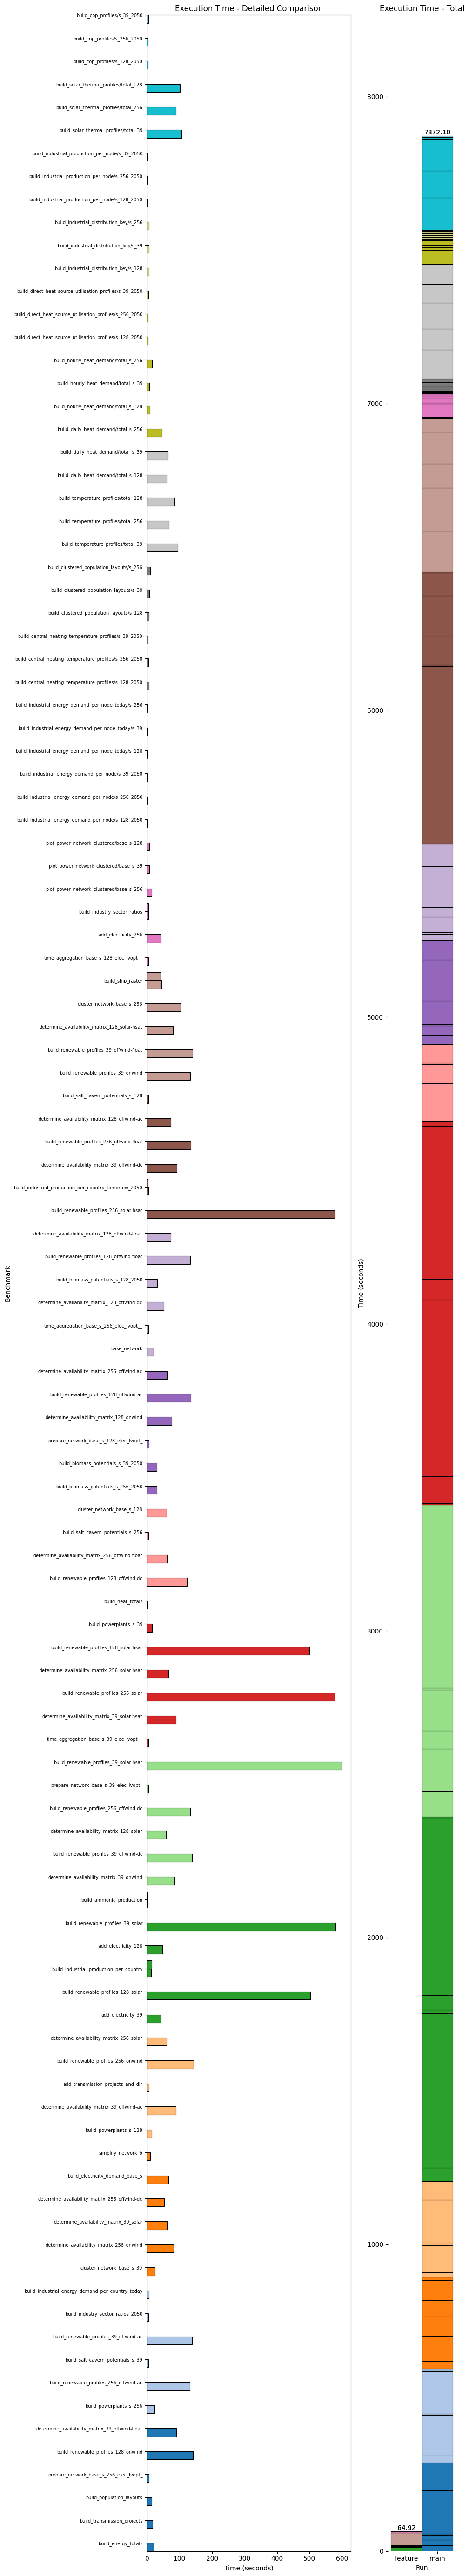 Execution Time - Detailed Comparison
Execution Time - Total
build_cop_profiles/s_39_2050
build_cop_profiles/s_256_2050
build_cop_profiles/s_128_2050
build_solar_thermal_profiles/total_128
build_solar_thermal_profiles/total_256
build_solar_thermal_profiles/total_39
build_industrial_production_per_node/s_39_2050
build_industrial_production_per_node/s_256_2050
build_industrial_production_per_node/s_128_2050
build_industrial_distribution_key/s_256
build_industrial_distribution_key/s_39
build_industrial_distribution_key/s_128
build_direct_heat_source_utilisation_profiles/s_39_2050
build_direct_heat_source_utilisation_profiles/s_256_2050
build_direct_heat_source_utilisation_profiles/s_128_2050
build_hourly_heat_demand/total_s_256
build_hourly_heat_demand/total_s_39
build_hourly_heat_demand/total_s_128
build_daily_heat_demand/total_s_256
build_daily_heat_demand/total_s_39
build_daily_heat_demand/total_s_128
build_temperature_profiles/total_128
build_temperature_profiles/total_256
build_temperature_profiles/total_39
build_clustered_population_layouts/s_256
build_clustered_population_layouts/s_39
build_clustered_population_layouts/s_128
build_central_heating_temperature_profiles/s_39_2050
build_central_heating_temperature_profiles/s_256_2050
build_central_heating_temperature_profiles/s_128_2050
build_industrial_energy_demand_per_node_today/s_256
build_industrial_energy_demand_per_node_today/s_39
build_industrial_energy_demand_per_node_today/s_128
build_industrial_energy_demand_per_node/s_39_2050
build_industrial_energy_demand_per_node/s_256_2050
build_industrial_energy_demand_per_node/s_128_2050
plot_power_network_clustered/base_s_128
plot_power_network_clustered/base_s_39
plot_power_network_clustered/base_s_256
build_industry_sector_ratios
add_electricity_256
time_aggregation_base_s_128_elec_lvopt__
build_ship_raster
cluster_network_base_s_256
determine_availability_matrix_128_solar-hsat
build_renewable_profiles_39_offwind-float
build_renewable_profiles_39_onwind
build_salt_cavern_potentials_s_128
determine_availability_matrix_128_offwind-ac
build_renewable_profiles_256_offwind-float
determine_availability_matrix_39_offwind-dc
build_industrial_production_per_country_tomorrow_2050
build_renewable_profiles_256_solar-hsat
determine_availability_matrix_128_offwind-float
build_renewable_profiles_128_offwind-float
build_biomass_potentials_s_128_2050
determine_availability_matrix_128_offwind-dc
time_aggregation_base_s_256_elec_lvopt__
base_network
determine_availability_matrix_256_offwind-ac
build_renewable_profiles_128_offwind-ac
determine_availability_matrix_128_onwind
prepare_network_base_s_128_elec_lvopt_
build_biomass_potentials_s_39_2050
build_biomass_potentials_s_256_2050
cluster_network_base_s_128
build_salt_cavern_potentials_s_256
determine_availability_matrix_256_offwind-float
build_renewable_profiles_128_offwind-dc
build_heat_totals
build_powerplants_s_39
build_renewable_profiles_128_solar-hsat
determine_availability_matrix_256_solar-hsat
build_renewable_profiles_256_solar
determine_availability_matrix_39_solar-hsat
time_aggregation_base_s_39_elec_lvopt__
build_renewable_profiles_39_solar-hsat
prepare_network_base_s_39_elec_lvopt_
build_renewable_profiles_256_offwind-dc
determine_availability_matrix_128_solar
build_renewable_profiles_39_offwind-dc
determine_availability_matrix_39_onwind
build_ammonia_production
build_renewable_profiles_39_solar
add_electricity_128
build_industrial_production_per_country
build_renewable_profiles_128_solar
add_electricity_39
determine_availability_matrix_256_solar
build_renewable_profiles_256_onwind
add_transmission_projects_and_dlr
determine_availability_matrix_39_offwind-ac
build_powerplants_s_128
simplify_network_b
build_electricity_demand_base_s
determine_availability_matrix_256_offwind-dc
determine_availability_matrix_39_solar
determine_availability_matrix_256_onwind
cluster_network_base_s_39
build_industrial_energy_demand_per_country_today
build_industry_sector_ratios_2050
build_renewable_profiles_39_offwind-ac
build_salt_cavern_potentials_s_39
build_renewable_profiles_256_offwind-ac
build_powerplants_s_256
determine_availability_matrix_39_offwind-float
build_renewable_profiles_128_onwind
prepare_network_base_s_256_elec_lvopt_
build_population_layouts
build_transmission_projects
build_energy_totals
Benchmark
0 100 200 300 400 500 600
Time (seconds)
Time (seconds)
8000
7000
6000
5000
4000
3000
2000
1000
0
7872.10
64.92
feature main
Run